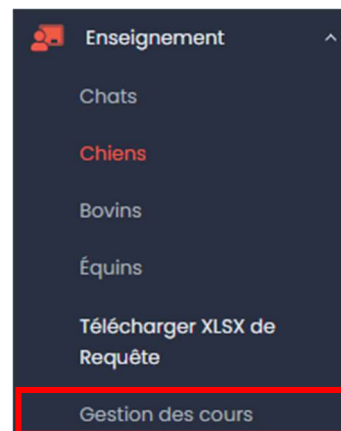 Enseignement
Chats
Chiens
Bovins
Équins
Télécharger XLSX de
Requête
Gestion des cours